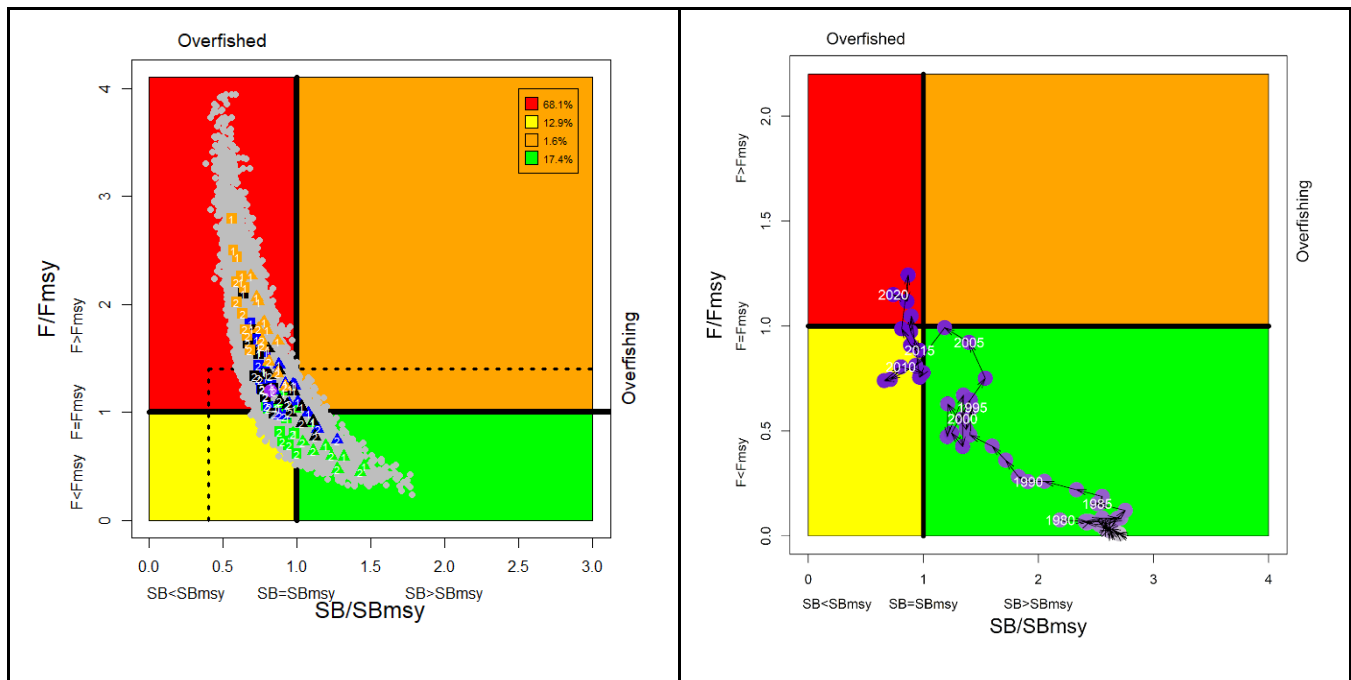 Overfished
4
3
2
1
0
F/Fmsy
F>Fmsy
F=Fmsy
F<Fmsy
68.1%
12.9%
1.6%
17.4%
Overfishing
0.0 0.5 1.0 1.5 2.0 2.5 3.0
SB<SBmsy SB=SBmsy SB>SBmsy
SB/SBmsy
Overfished
2.0
1.5
1.0
0.5
0.0
F/Fmsy
F>Fmsy
F=Fmsy
F<Fmsy
2020
2015
2010
2005
1995
2000
1990
1985
1980
Overfishing
0 1 2 3 4
SB<SBmsy SB=SBmsy SB>SBmsy
SB/SBmsy